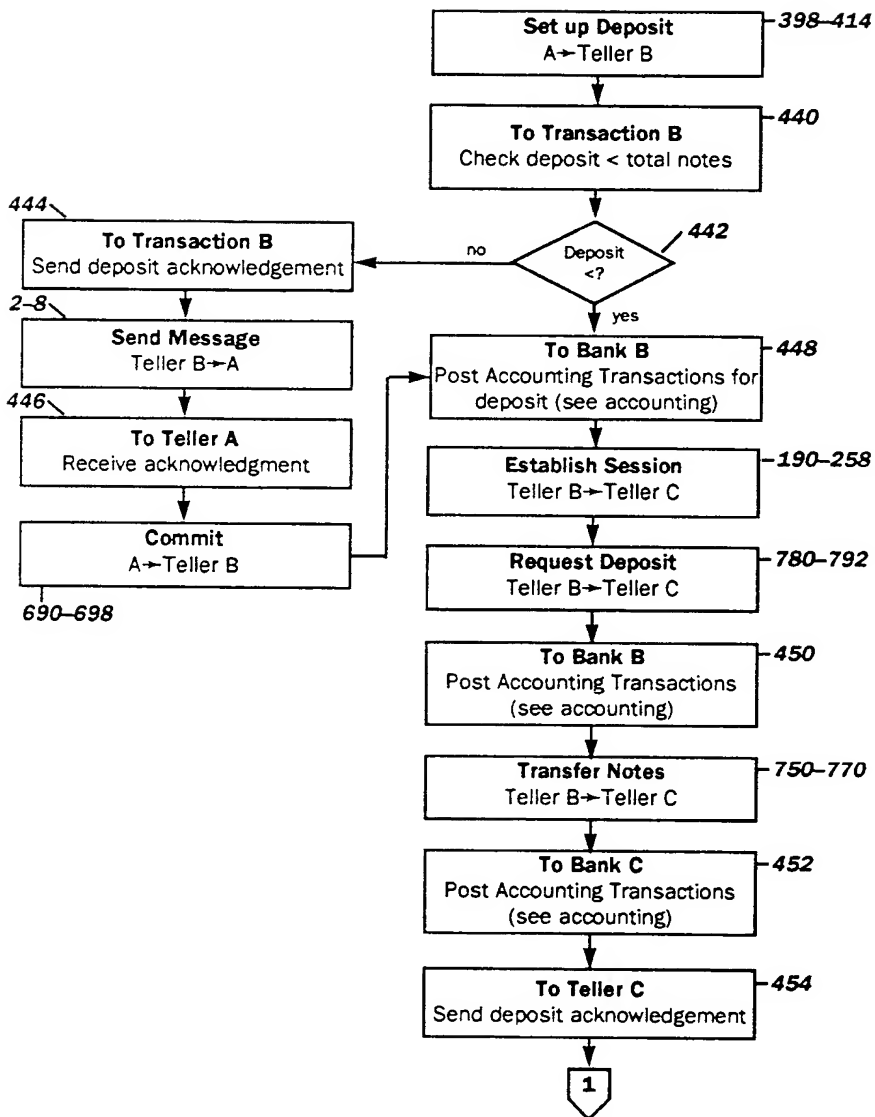 Set up Deposit
A→Teller B
398–414
To Transaction B
Check deposit < total notes
440
Deposit
<?
442
no
yes
444
To Transaction B
Send deposit acknowledgement
2–8
Send Message
Teller B→A
446
To Teller A
Receive acknowledgment
Commit
A→Teller B
690–698
To Bank B
Post Accounting Transactions for
deposit (see accounting)
448
Establish Session
Teller B→Teller C
190–258
Request Deposit
Teller B→Teller C
780–792
To Bank B
Post Accounting Transactions
(see accounting)
450
Transfer Notes
Teller B→Teller C
750–770
To Bank C
Post Accounting Transactions
(see accounting)
452
To Teller C
Send deposit acknowledgement
454
1